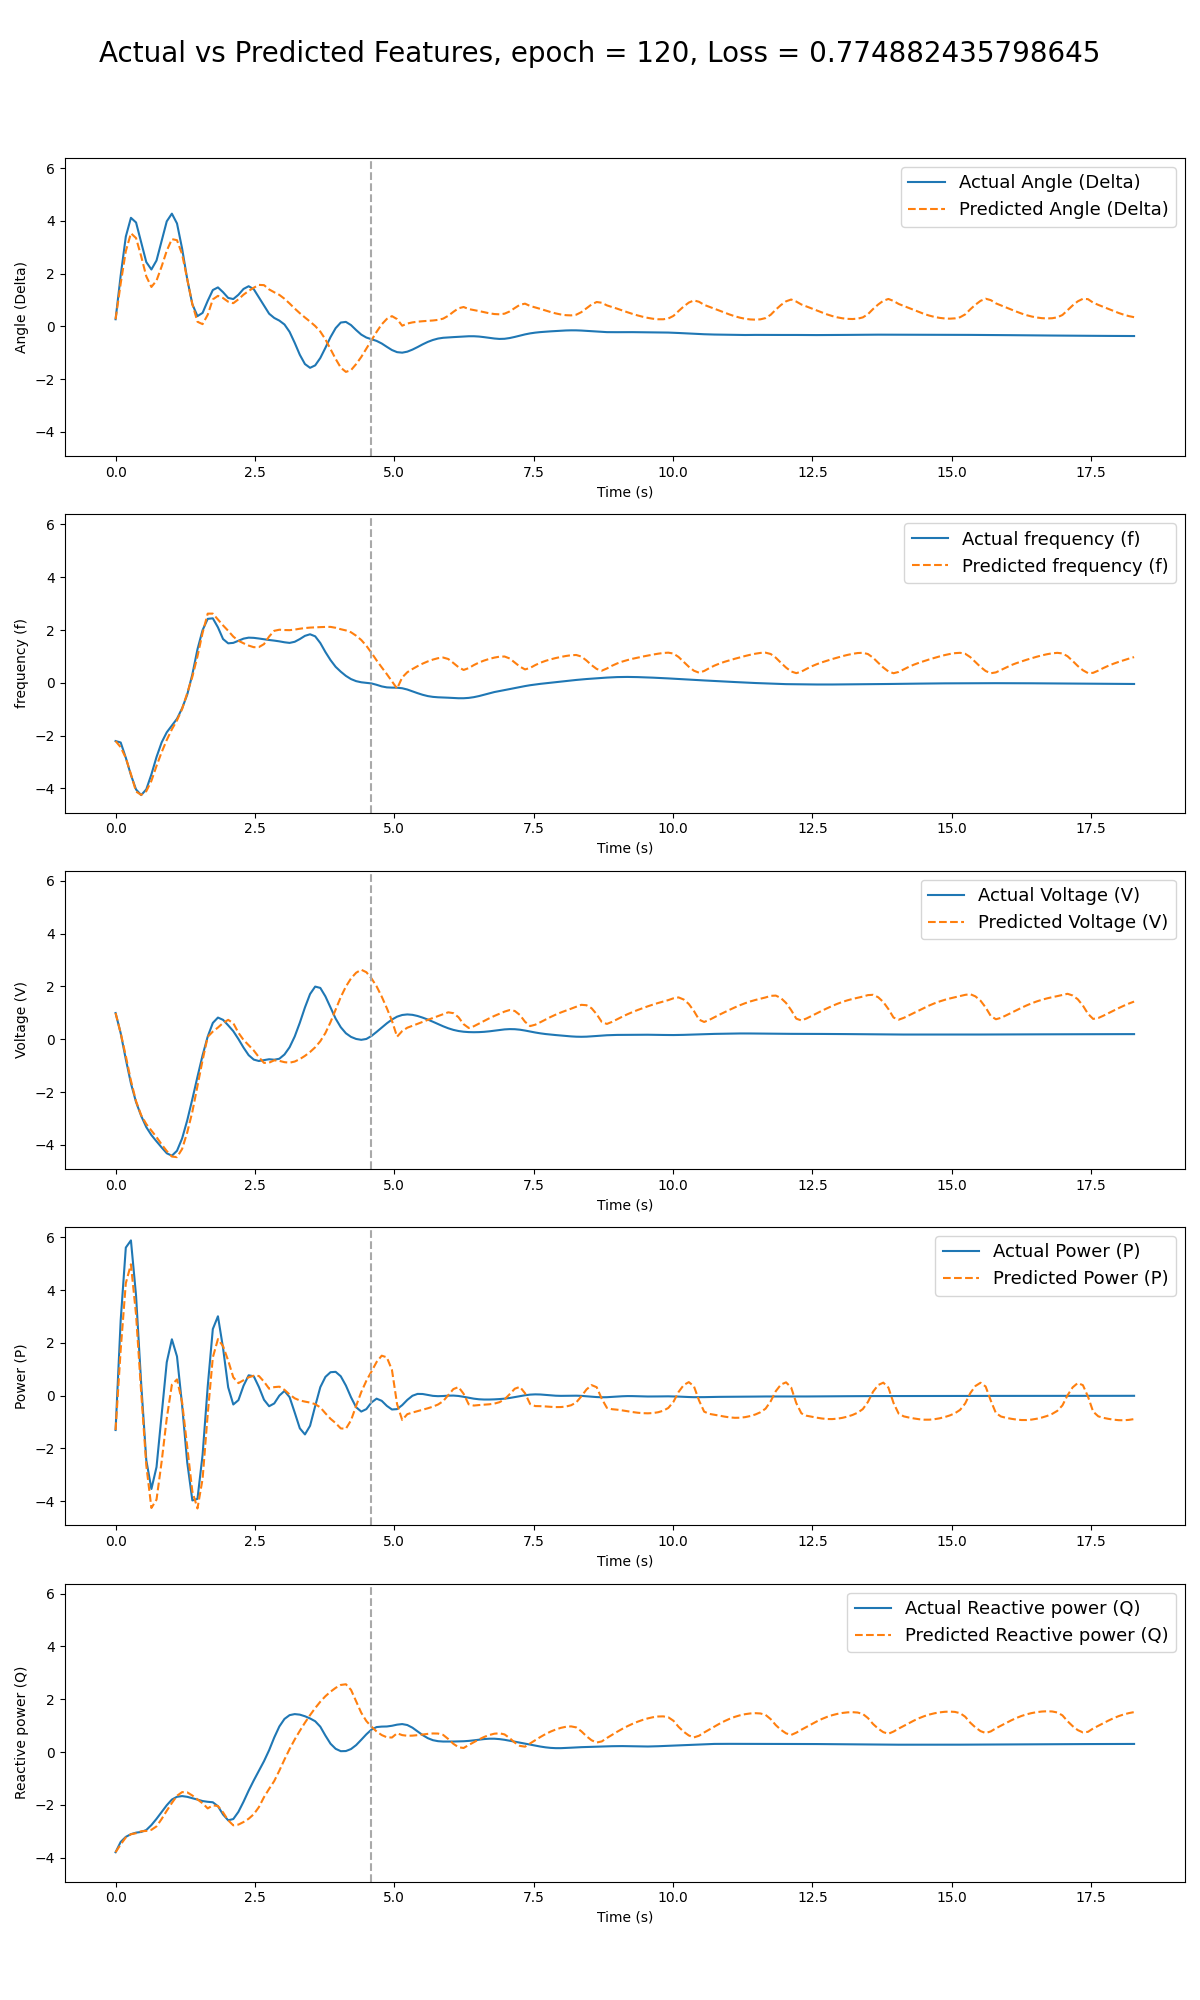 Actual vs Predicted Features, epoch = 120, Loss = 0.774882435798645
Actual Angle (Delta)
Predicted Angle (Delta)
Angle (Delta)
6
4
2
0
−2
−4
0.0 2.5 5.0 7.5 10.0 12.5 15.0 17.5
Time (s)
Actual frequency (f)
Predicted frequency (f)
frequency (f)
6
4
2
0
−2
−4
0.0 2.5 5.0 7.5 10.0 12.5 15.0 17.5
Time (s)
Actual Voltage (V)
Predicted Voltage (V)
Voltage (V)
6
4
2
0
−2
−4
0.0 2.5 5.0 7.5 10.0 12.5 15.0 17.5
Time (s)
Actual Power (P)
Predicted Power (P)
Power (P)
6
4
2
0
−2
−4
0.0 2.5 5.0 7.5 10.0 12.5 15.0 17.5
Time (s)
Actual Reactive power (Q)
Predicted Reactive power (Q)
Reactive power (Q)
6
4
2
0
−2
−4
0.0 2.5 5.0 7.5 10.0 12.5 15.0 17.5
Time (s)